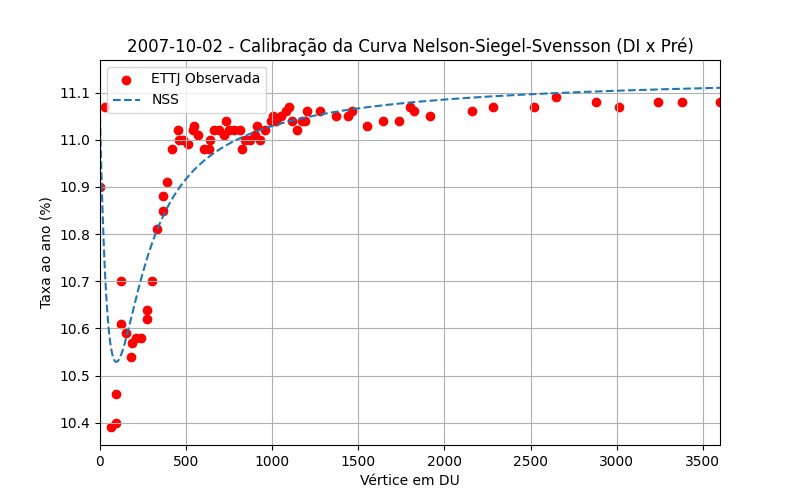 2007-10-02 - Calibração da Curva Nelson-Siegel-Svensson (DI x Pré)
ETTJ Observada
NSS
Taxa ao ano (%)
11.1
11.0
10.9
10.8
10.7
10.6
10.5
10.4
0 500 1000 1500 2000 2500 3000 3500
Vértice em DU